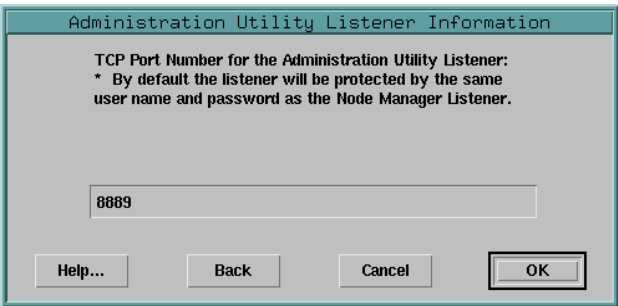 Administration Utility Listener Information
TCP Port Number for the Administration Utility Listener:
* By default the listener will be protected by the same
user name and password as the Node Manager Listener.
8889
Help... Back Cancel OK